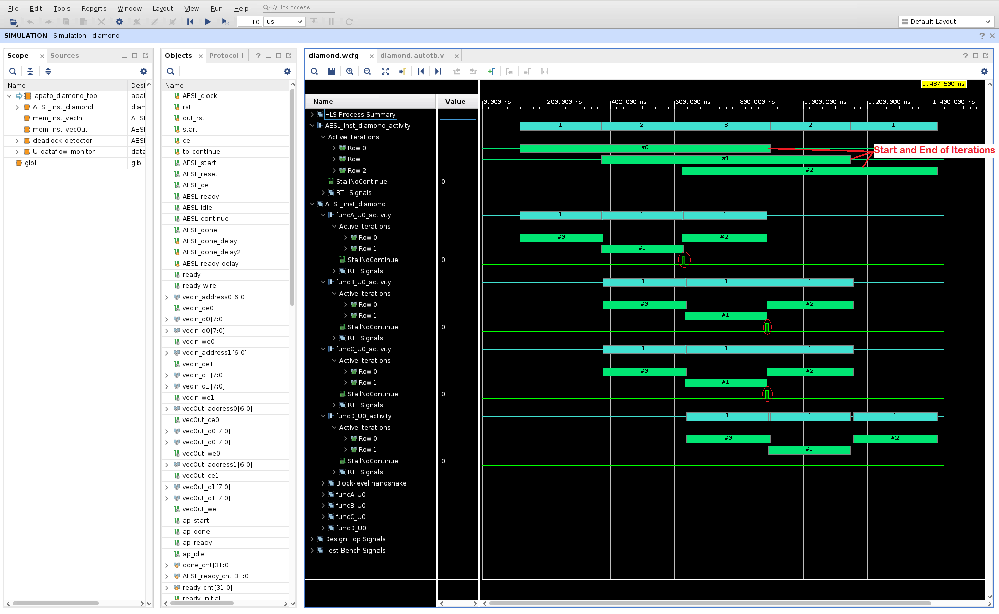 File Edit Tools Reports Window Layout View Run Help Quick Access
10 us Default Layout
SIMULATION - Simulation - diamond
Scope Sources
Name Desi
apatb_diamond_top apat
AESL_inst_diamond diam
mem_inst_vecIn AESL
mem_inst_vecOut AESL
deadlock_detector AESL
U_dataflow_monitor data
glbl glbl
Objects Protocol I
Name
AESL_clock
rst
dut_rst
start
ce
tb_continue
AESL_start
AESL_reset
AESL_ce
AESL_ready
AESL_idle
AESL_continue
AESL_done
AESL_done_delay
AESL_done_delay2
AESL_ready_delay
ready
ready_wire
vecIn_address0[6:0]
vecIn_ce0
vecIn_d0[7:0]
vecIn_q0[7:0]
vecIn_we0
vecIn_address1[6:0]
vecIn_ce1
vecIn_d1[7:0]
vecIn_q1[7:0]
vecIn_we1
vecOut_address0[6:0]
vecOut_ce0
vecOut_d0[7:0]
vecOut_q0[7:0]
vecOut_we0
vecOut_address1[6:0]
vecOut_ce1
vecOut_d1[7:0]
vecOut_q1[7:0]
vecOut_we1
ap_start
ap_done
ap_ready
ap_idle
done_cnt[31:0]
AESL_ready_cnt[31:0]
ready_cnt[31:0]
ready_initial
diamond.wcfg diamond.autotb.v
1,437.500 ns
Name Value 0.000 ns 200.000 ns 400.000 ns 600.000 ns 800.000 ns 1,000.000 ns 1,200.000 ns 1,400.000 ns
HLS Process Summary
AESL_inst_diamond_activity 1 2 3 2 1
Active Iterations
Row 0 #0 Start and End of Iterations
Row 1 #1
Row 2 #2
StallNoContinue 0
RTL Signals
AESL_inst_diamond
funcA_U0_activity 1 1 1
Active Iterations
Row 0 #0 #2
Row 1 #1
StallNoContinue 0
RTL Signals
funcB_U0_activity 1 1 1
Active Iterations
Row 0 #0 #2
Row 1 #1
StallNoContinue 0
RTL Signals
funcC_U0_activity 1 1 1
Active Iterations
Row 0 #0 #2
Row 1 #1
StallNoContinue 0
RTL Signals
funcD_U0_activity 1 1 1
Active Iterations
Row 0 #0 #2
Row 1 #1
StallNoContinue 0
RTL Signals
Block-level handshake
funcA_U0
funcB_U0
funcC_U0
funcD_U0
Design Top Signals
Test Bench Signals